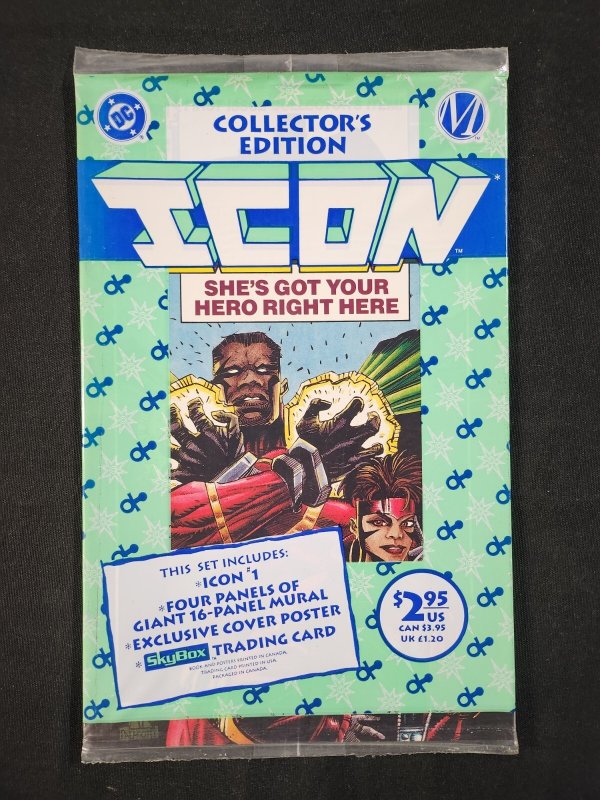 DC
M
COLLECTOR'S
EDITION
ICON*
TM
SHE'S GOT YOUR
HERO RIGHT HERE
THIS SET INCLUDES:
*ICON #1
*FOUR PANELS OF
GIANT 16-PANEL MURAL
*EXCLUSIVE COVER POSTER
* SKYBOX TM TRADING CARD
BOOK AND POSTERS PRINTED IN CANADA.
TRADING CARD PRINTED IN USA.
PACKAGED IN CANADA.
$2.95
US
CAN $3.95
UK £1.20